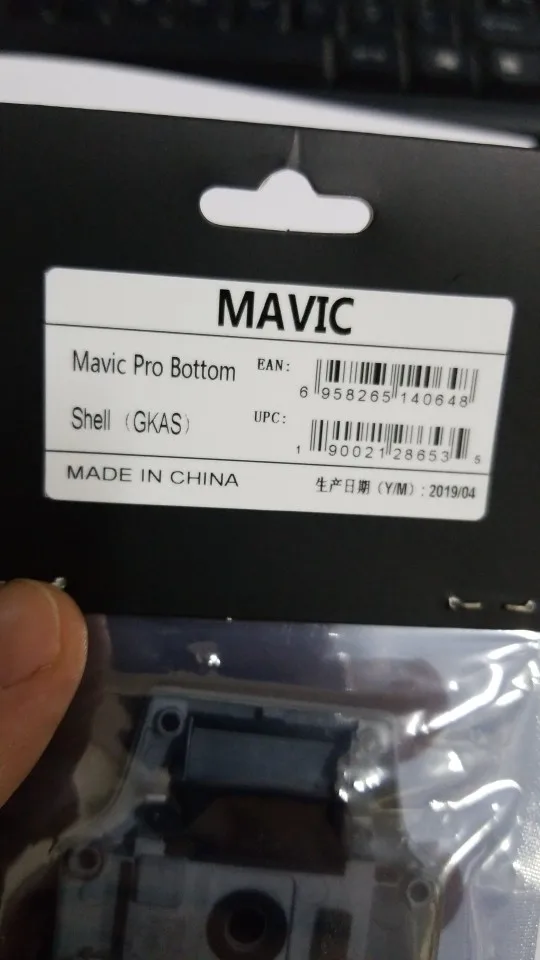 MAVIC
Mavic Pro Bottom
Shell（GKAS）
EAN:
6 958265 140648
UPC:
1 90021 28653 5
MADE IN CHINA
生产日期（Y/M）: 2019/04